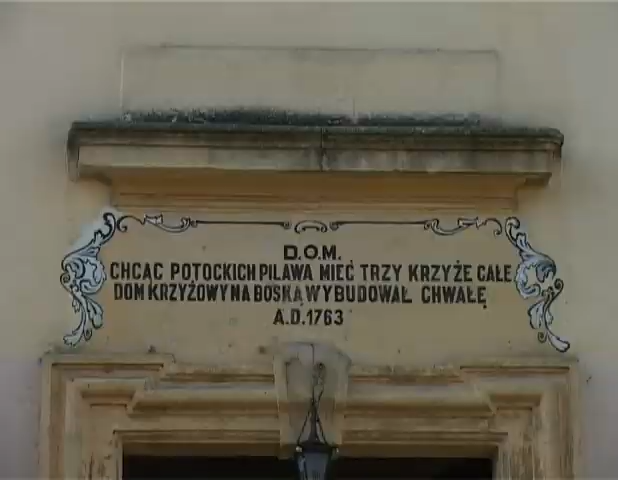 D.O.M.
CHCĄC POTOCKICH PILAWA MIEĆ TRZY KRZYŻE CAŁE
DOM KRZYŻOWY NA BOSKĄ WYBUDOWAŁ CHWAŁĘ
A.D.1763